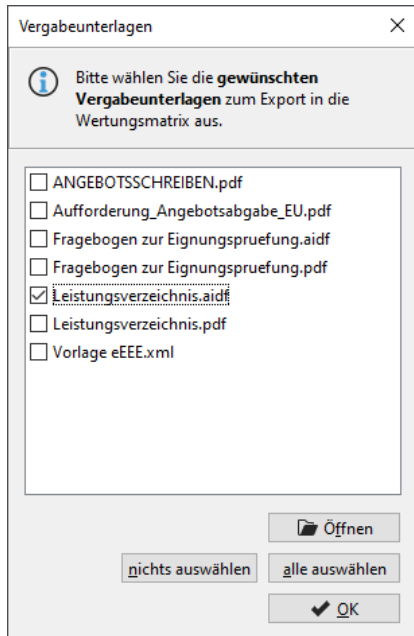 Vergabeunterlagen
Bitte wählen Sie die gewünschten
Vergabeunterlagen zum Export in die
Wertungsmatrix aus.
ANGEBOTSSCHREIBEN.pdf
Aufforderung_Angebotsabgabe_EU.pdf
Fragebogen zur Eignungspruefung.aidf
Fragebogen zur Eignungspruefung.pdf
Leistungsverzeichnis.aidf
Leistungsverzeichnis.pdf
Vorlage eEEE.xml
Öffnen
nichts auswählen alle auswählen
OK